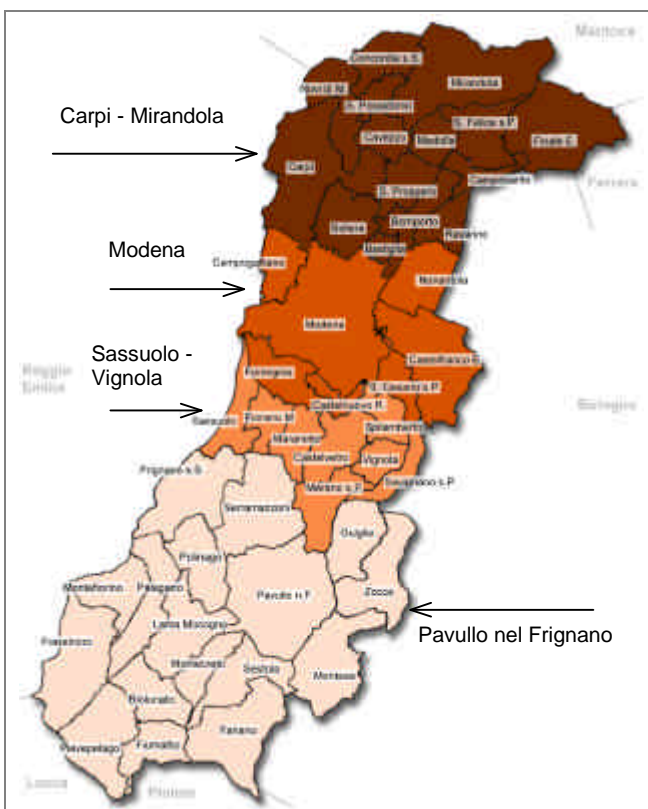 Mantova
Concordia s.S.
Novi di M.
Mirandola
S. Possidonio
Carpi - Mirandola
S. Felice s.P.
Cavezzo
Medolla
Finale E.
Carpi
Camposanto
Ferrara
S. Prospero
Soliera
Bomporto
Bastiglia
Ravarino
Modena
Campogalliano
Nonantola
Modena
Sassuolo -
Vignola
Castelfranco E.
Reggio
Emilia
Formigine
S. Cesario s.P.
Bologna
Castelnuovo R.
Sassuolo
Fiorano M.
Spilamberto
Maranello
Castelvetro
Vignola
Prignano s.S.
Marano s.P.
Savignano s.P.
Serramazzoni
Guiglia
Polinago
Montefiorino
Palagano
Pavullo n.F.
Zocca
Lama Mocogno
Pavullo nel Frignano
Frassinoro
Montecreto
Sestola
Montese
Riolunato
Fanano
Pievepelago
Fiumalbo
Lucca
Pistoia